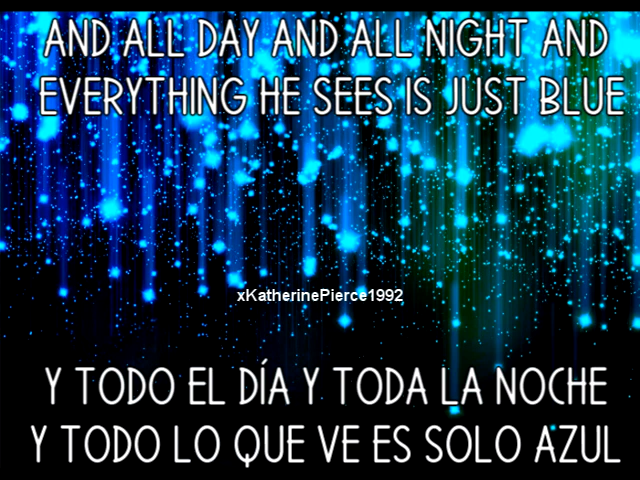 AND ALL DAY AND ALL NIGHT AND
EVERYTHING HE SEES IS JUST BLUE
xKatherinePierce1992
Y TODO EL DÍA Y TODA LA NOCHE
Y TODO LO QUE VE ES SOLO AZUL